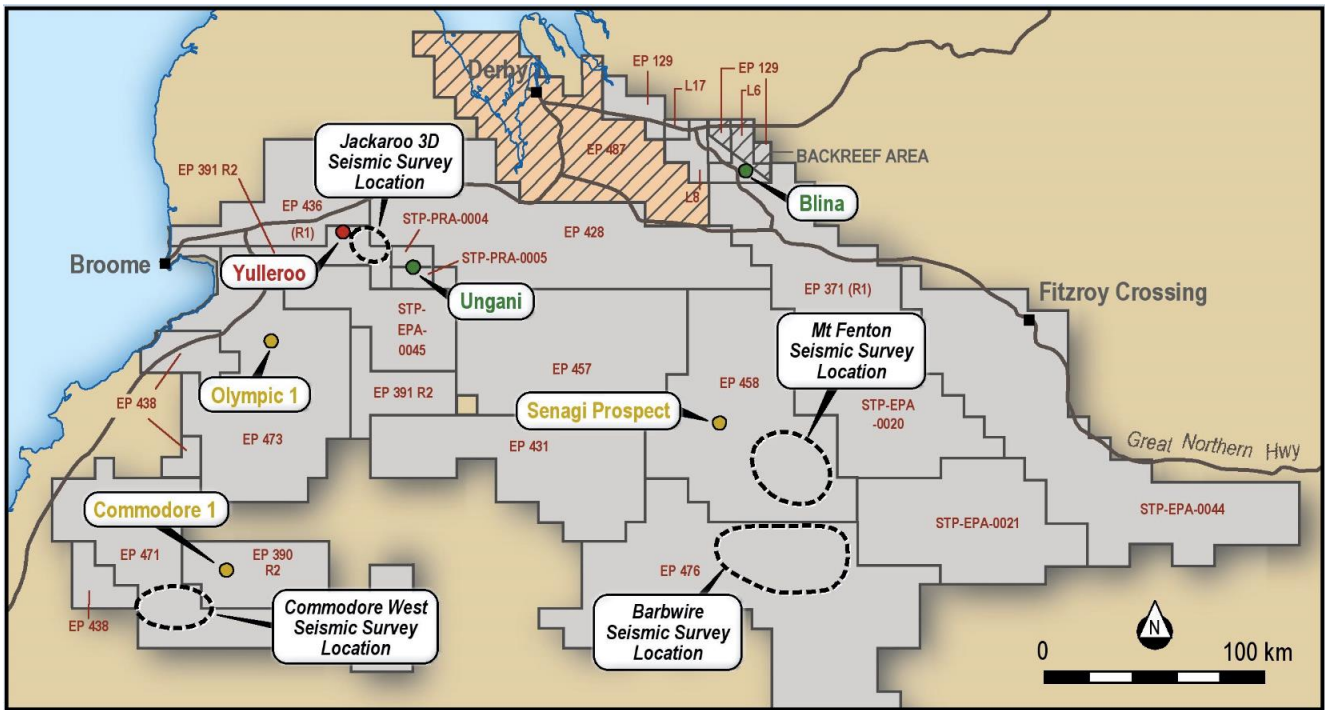 Derby
EP 129
L17
EP 129
L6
BACKREEF AREA
Jackaroo 3D
Seismic Survey
Location
EP 487
L8
Blina
EP 391 R2
EP 436
(R1)
STP-PRA-0004
EP 428
STP-PRA-0005
Broome
Yulleroo
Ungani
EP 371 (R1)
Fitzroy Crossing
STP-
EPA-
0045
Mt Fenton
Seismic Survey
Location
Olympic 1
EP 457
EP 458
EP 438
EP 391 R2
Senagi Prospect
STP-EPA
-0020
EP 473
EP 431
Great Northern Hwy
Commodore 1
STP-EPA-0021
STP-EPA-0044
EP 471
EP 390
R2
EP 476
EP 438
Commodore West
Seismic Survey
Location
Barbwire
Seismic Survey
Location
N
0 100 km